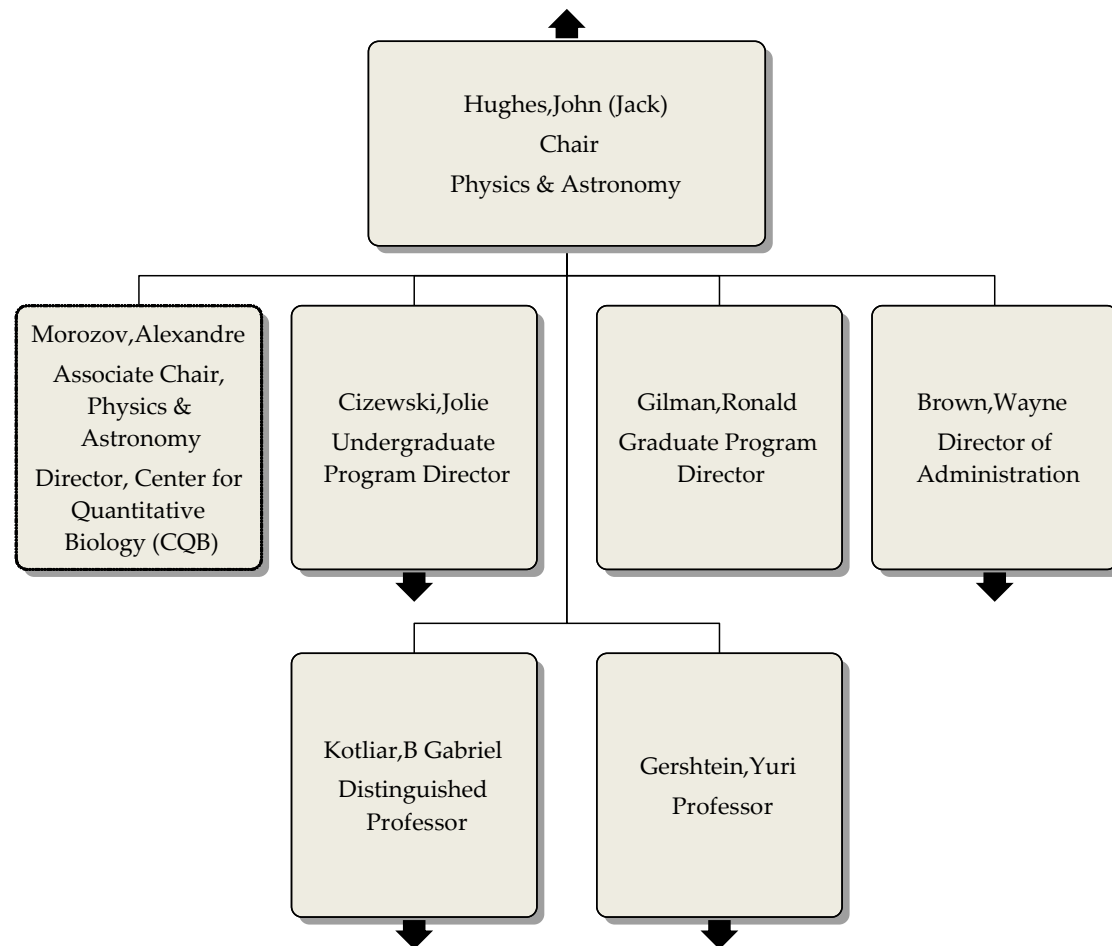 Hughes,John (Jack)
Chair
Physics & Astronomy
Morozov,Alexandre
Associate Chair,
Physics &
Astronomy
Director, Center for
Quantitative
Biology (CQB)
Cizewski,Jolie
Undergraduate
Program Director
Gilman,Ronald
Graduate Program
Director
Brown,Wayne
Director of
Administration
Kotliar,B Gabriel
Distinguished
Professor
Gershtein,Yuri
Professor